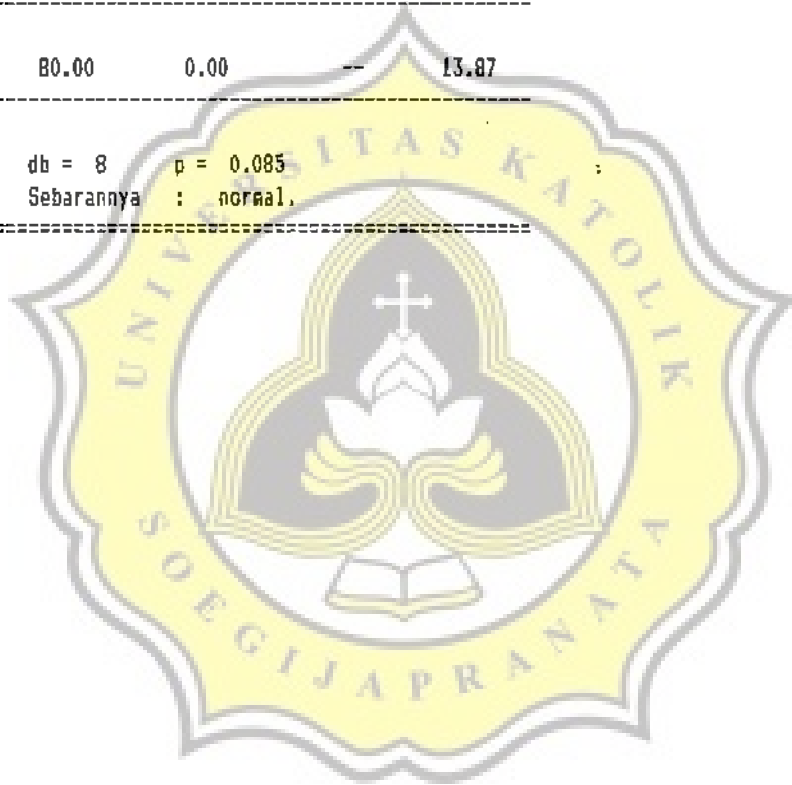 80.00 0.00 -- 13.87
db = 8 p = 0.085
Sebarannya : normal.
UNIVERSITAS KATOLIK
SOEGIJAPRANATA